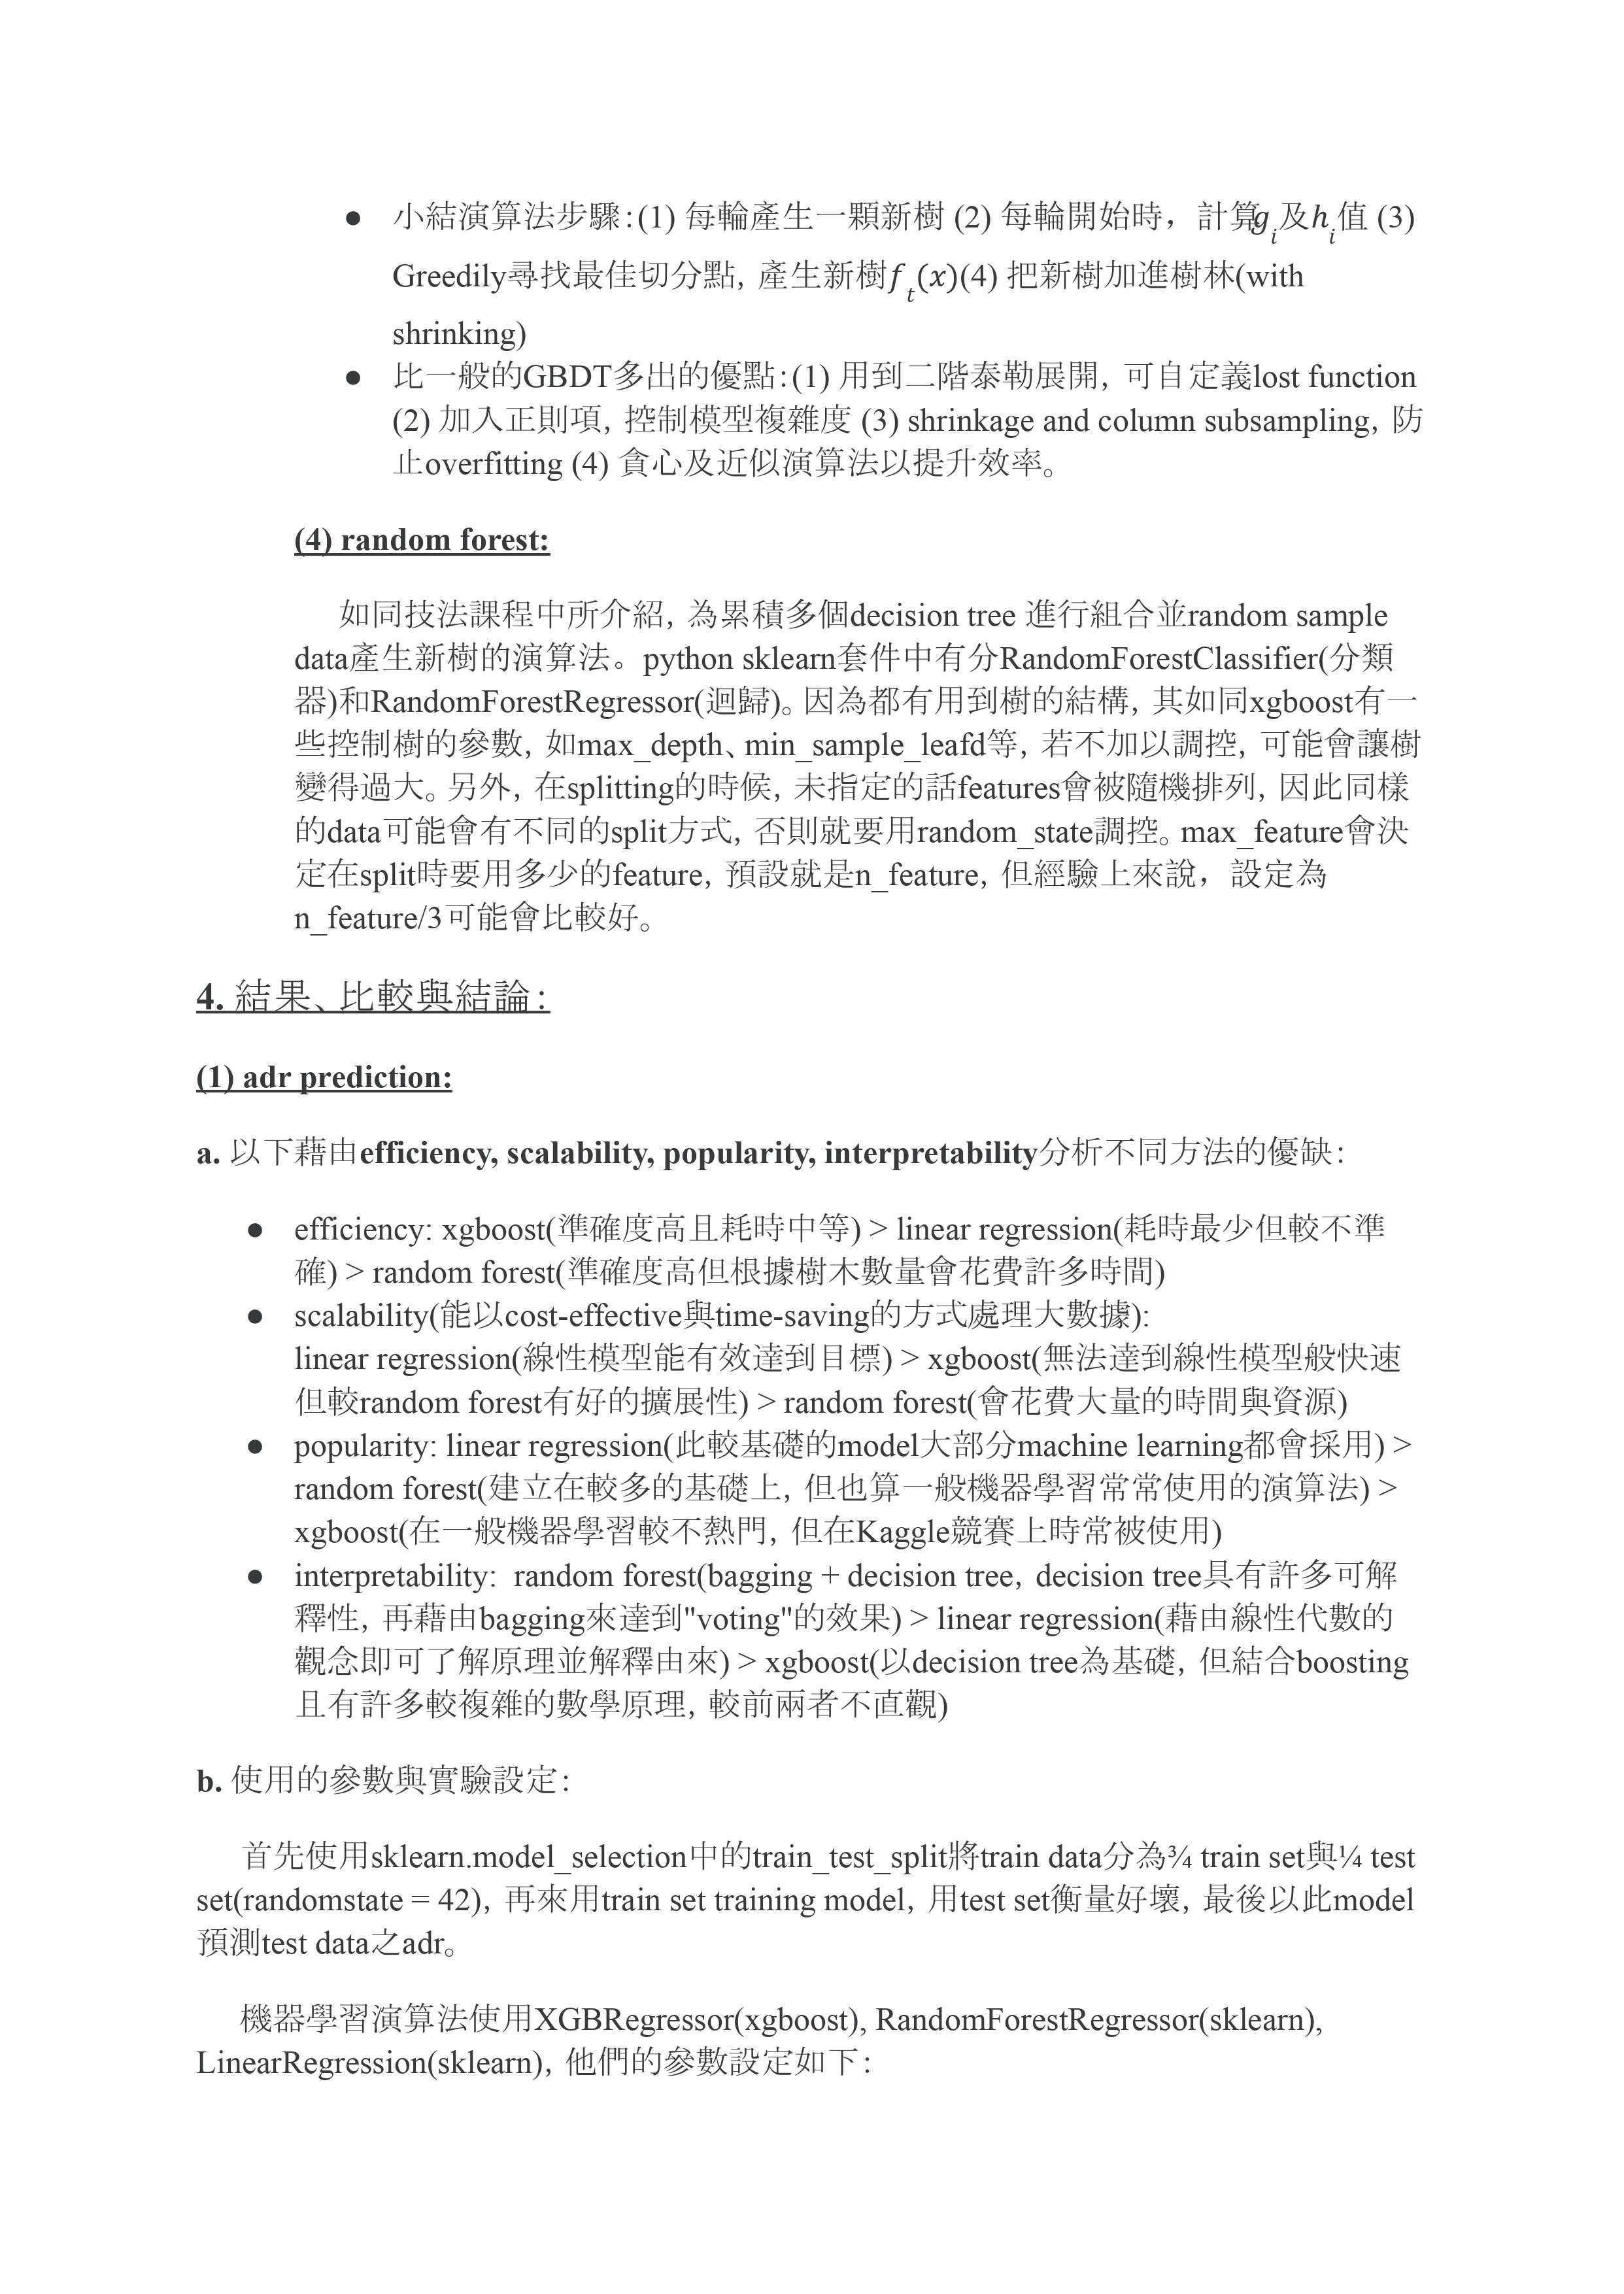 ● 小結演算法步驟：(1) 每輪產生一顆新樹 (2) 每輪開始時，計算g_i及h_i值 (3)
Greedily尋找最佳切分點，產生新樹f_t(x)(4) 把新樹加進樹林(with
shrinking)
● 比一般的GBDT多出的優點：(1) 用到二階泰勒展開，可自定義lost function
(2) 加入正則項，控制模型複雜度 (3) shrinkage and column subsampling，防
止overfitting (4) 貪心及近似演算法以提升效率。
(4) random forest:
如同技法課程中所介紹，為累積多個decision tree 進行組合並random sample
data產生新樹的演算法。python sklearn套件中有分RandomForestClassifier(分類
器)和RandomForestRegressor(迴歸)。因為都有用到樹的結構，其如同xgboost有一
些控制樹的參數，如max_depth、min_sample_leafd等，若不加以調控，可能會讓樹
變得過大。另外，在splitting的時候，未指定的話features會被隨機排列，因此同樣
的data可能會有不同的split方式，否則就要用random_state調控。max_feature會決
定在split時要用多少的feature，預設就是n_feature，但經驗上來說，設定為
n_feature/3可能會比較好。
4. 結果、比較與結論：
(1) adr prediction:
a. 以下藉由efficiency, scalability, popularity, interpretability分析不同方法的優缺：
● efficiency: xgboost(準確度高且耗時中等) > linear regression(耗時最少但較不準
確) > random forest(準確度高但根據樹木數量會花費許多時間)
● scalability(能以cost-effective與time-saving的方式處理大數據):
linear regression(線性模型能有效達到目標) > xgboost(無法達到線性模型般快速
但較random forest有好的擴展性) > random forest(會花費大量的時間與資源)
● popularity: linear regression(此較基礎的model大部分machine learning都會採用) >
random forest(建立在較多的基礎上，但也算一般機器學習常常使用的演算法) >
xgboost(在一般機器學習較不熱門，但在Kaggle競賽上時常被使用)
● interpretability:  random forest(bagging + decision tree，decision tree具有許多可解
釋性，再藉由bagging來達到"voting"的效果) > linear regression(藉由線性代數的
觀念即可了解原理並解釋由來) > xgboost(以decision tree為基礎，但結合boosting
且有許多較複雜的數學原理，較前兩者不直觀)
b. 使用的參數與實驗設定：
首先使用sklearn.model_selection中的train_test_split將train data分為¾ train set與¼ test
set(randomstate = 42)，再來用train set training model，用test set衡量好壞，最後以此model
預測test data之adr。
機器學習演算法使用XGBRegressor(xgboost), RandomForestRegressor(sklearn),
LinearRegression(sklearn)，他們的參數設定如下：